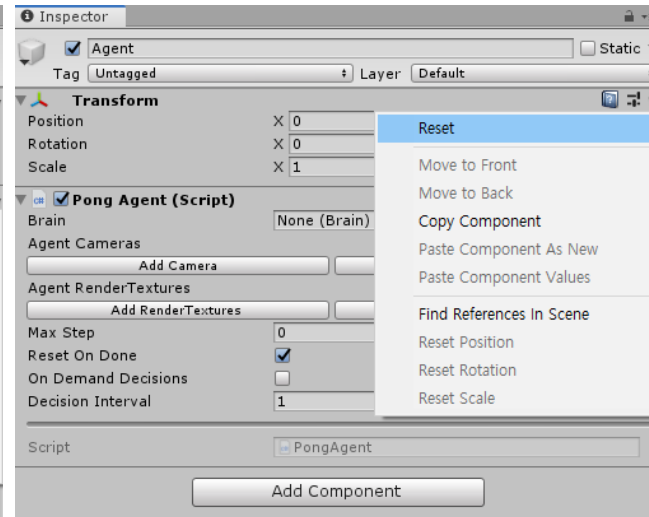 Inspector
Agent
Static
Tag Untagged Layer Default
Transform
Position X 0
Rotation X 0
Scale X 1
Reset
Move to Front
Move to Back
Copy Component
Paste Component As New
Paste Component Values
Find References In Scene
Reset Position
Reset Rotation
Reset Scale
Pong Agent (Script)
Brain None (Brain)
Agent Cameras
Add Camera
Agent RenderTextures
Add RenderTextures
Max Step 0
Reset On Done
On Demand Decisions
Decision Interval 1
Script PongAgent
Add Component